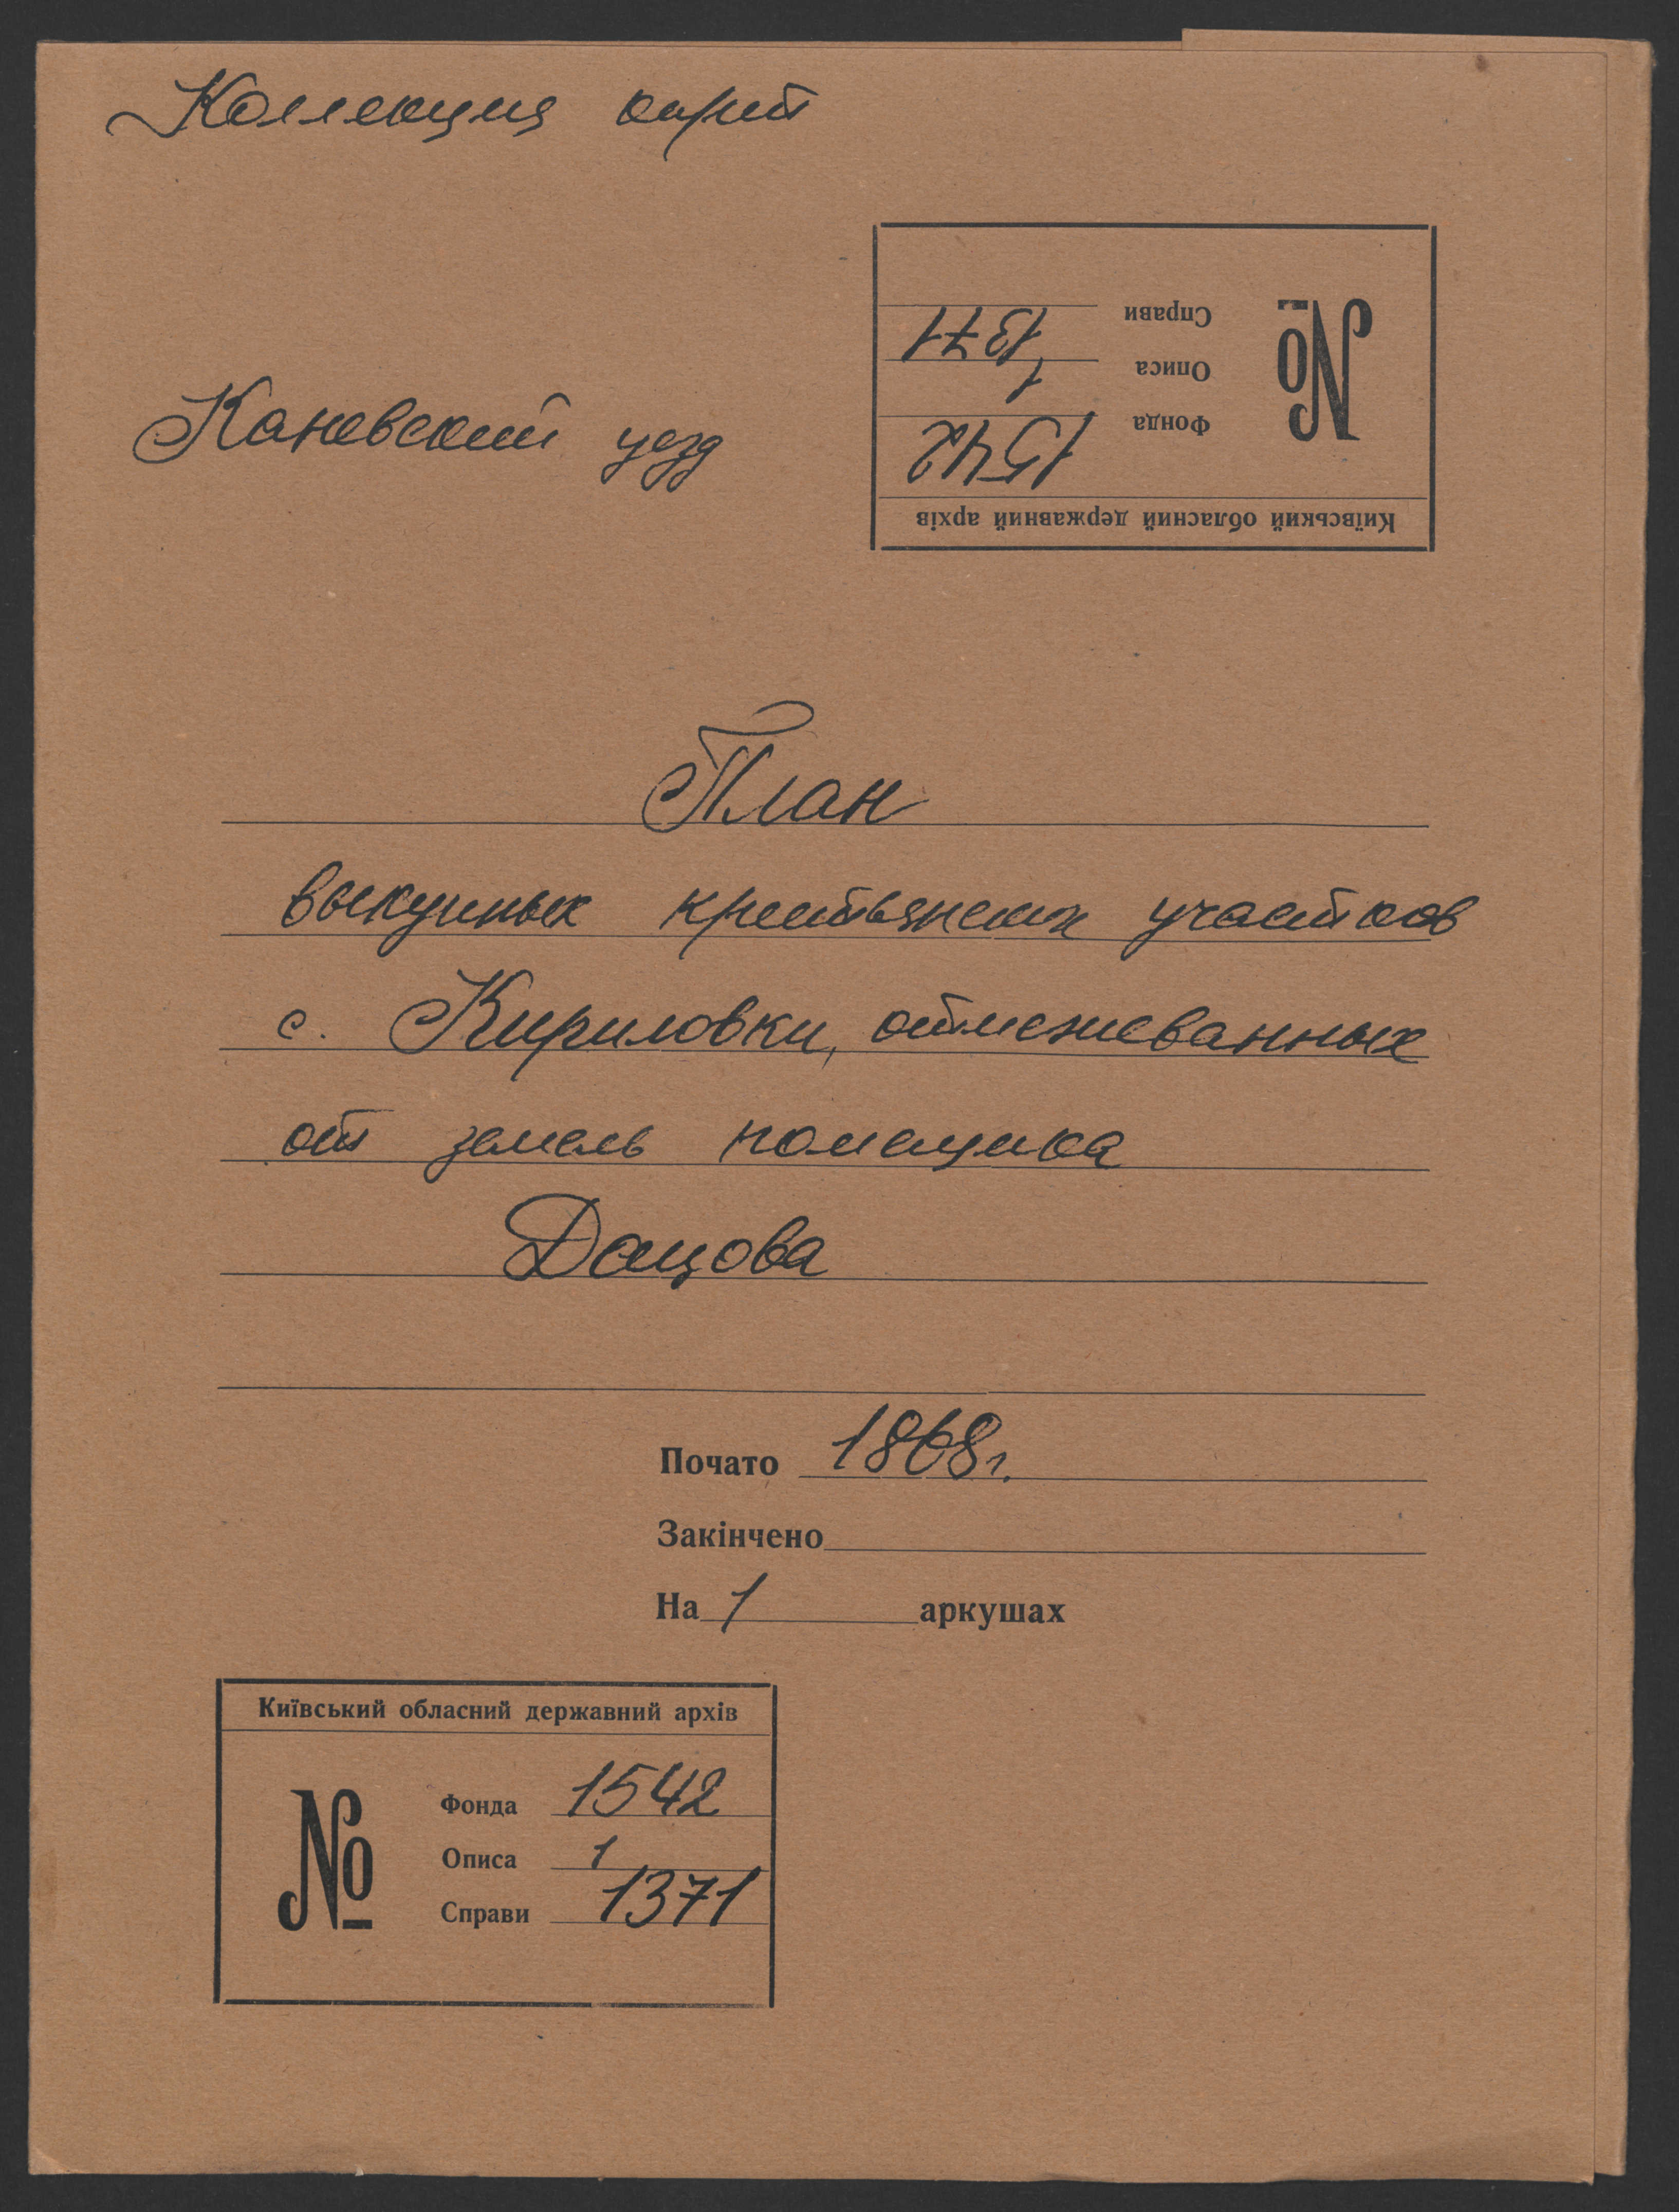 Коллекция карт
Справи 1371
Описа 1
Фонда 1542
№
Київський обласний державний архів
Каневский уезд
План
выкупных крестьянских участков
с. Кириловки, отмежеванных
от земель помещика
Дацова
Почато 1868г.
Закінчено
На 1 аркушах
Київський обласний державний архів
№
Фонда 1542
Описа 1
Справи 1371